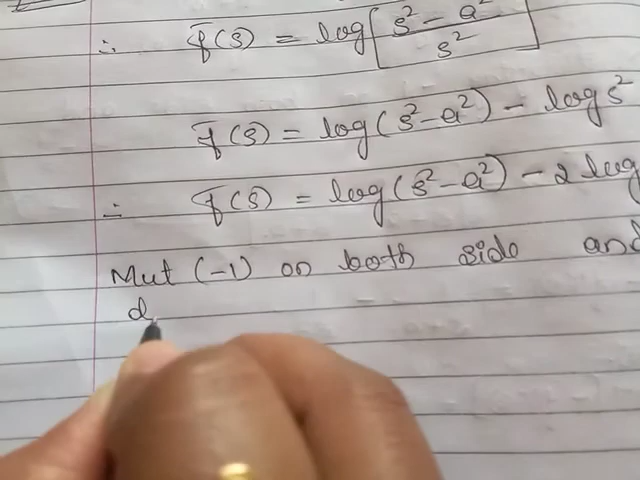 ∴ f̄(s) = log[s² − a² / s²]
f̄(s) = log(s² − a²) − log s²
∴ f̄(s) = log(s² − a²) − 2 log
Mut (−1) on both side and
d